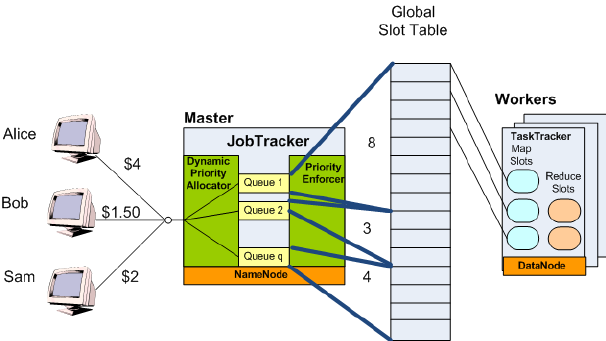 Global
Slot Table
Workers
Master
JobTracker
Alice
8
TaskTracker
Map
Slots
$4
Dynamic
Priority
Allocator
Queue 1
Priority
Enforcer
Reduce
Slots
Bob
$1.50
Queue 2
3
Sam
$2
Queue q
4
NameNode
DataNode